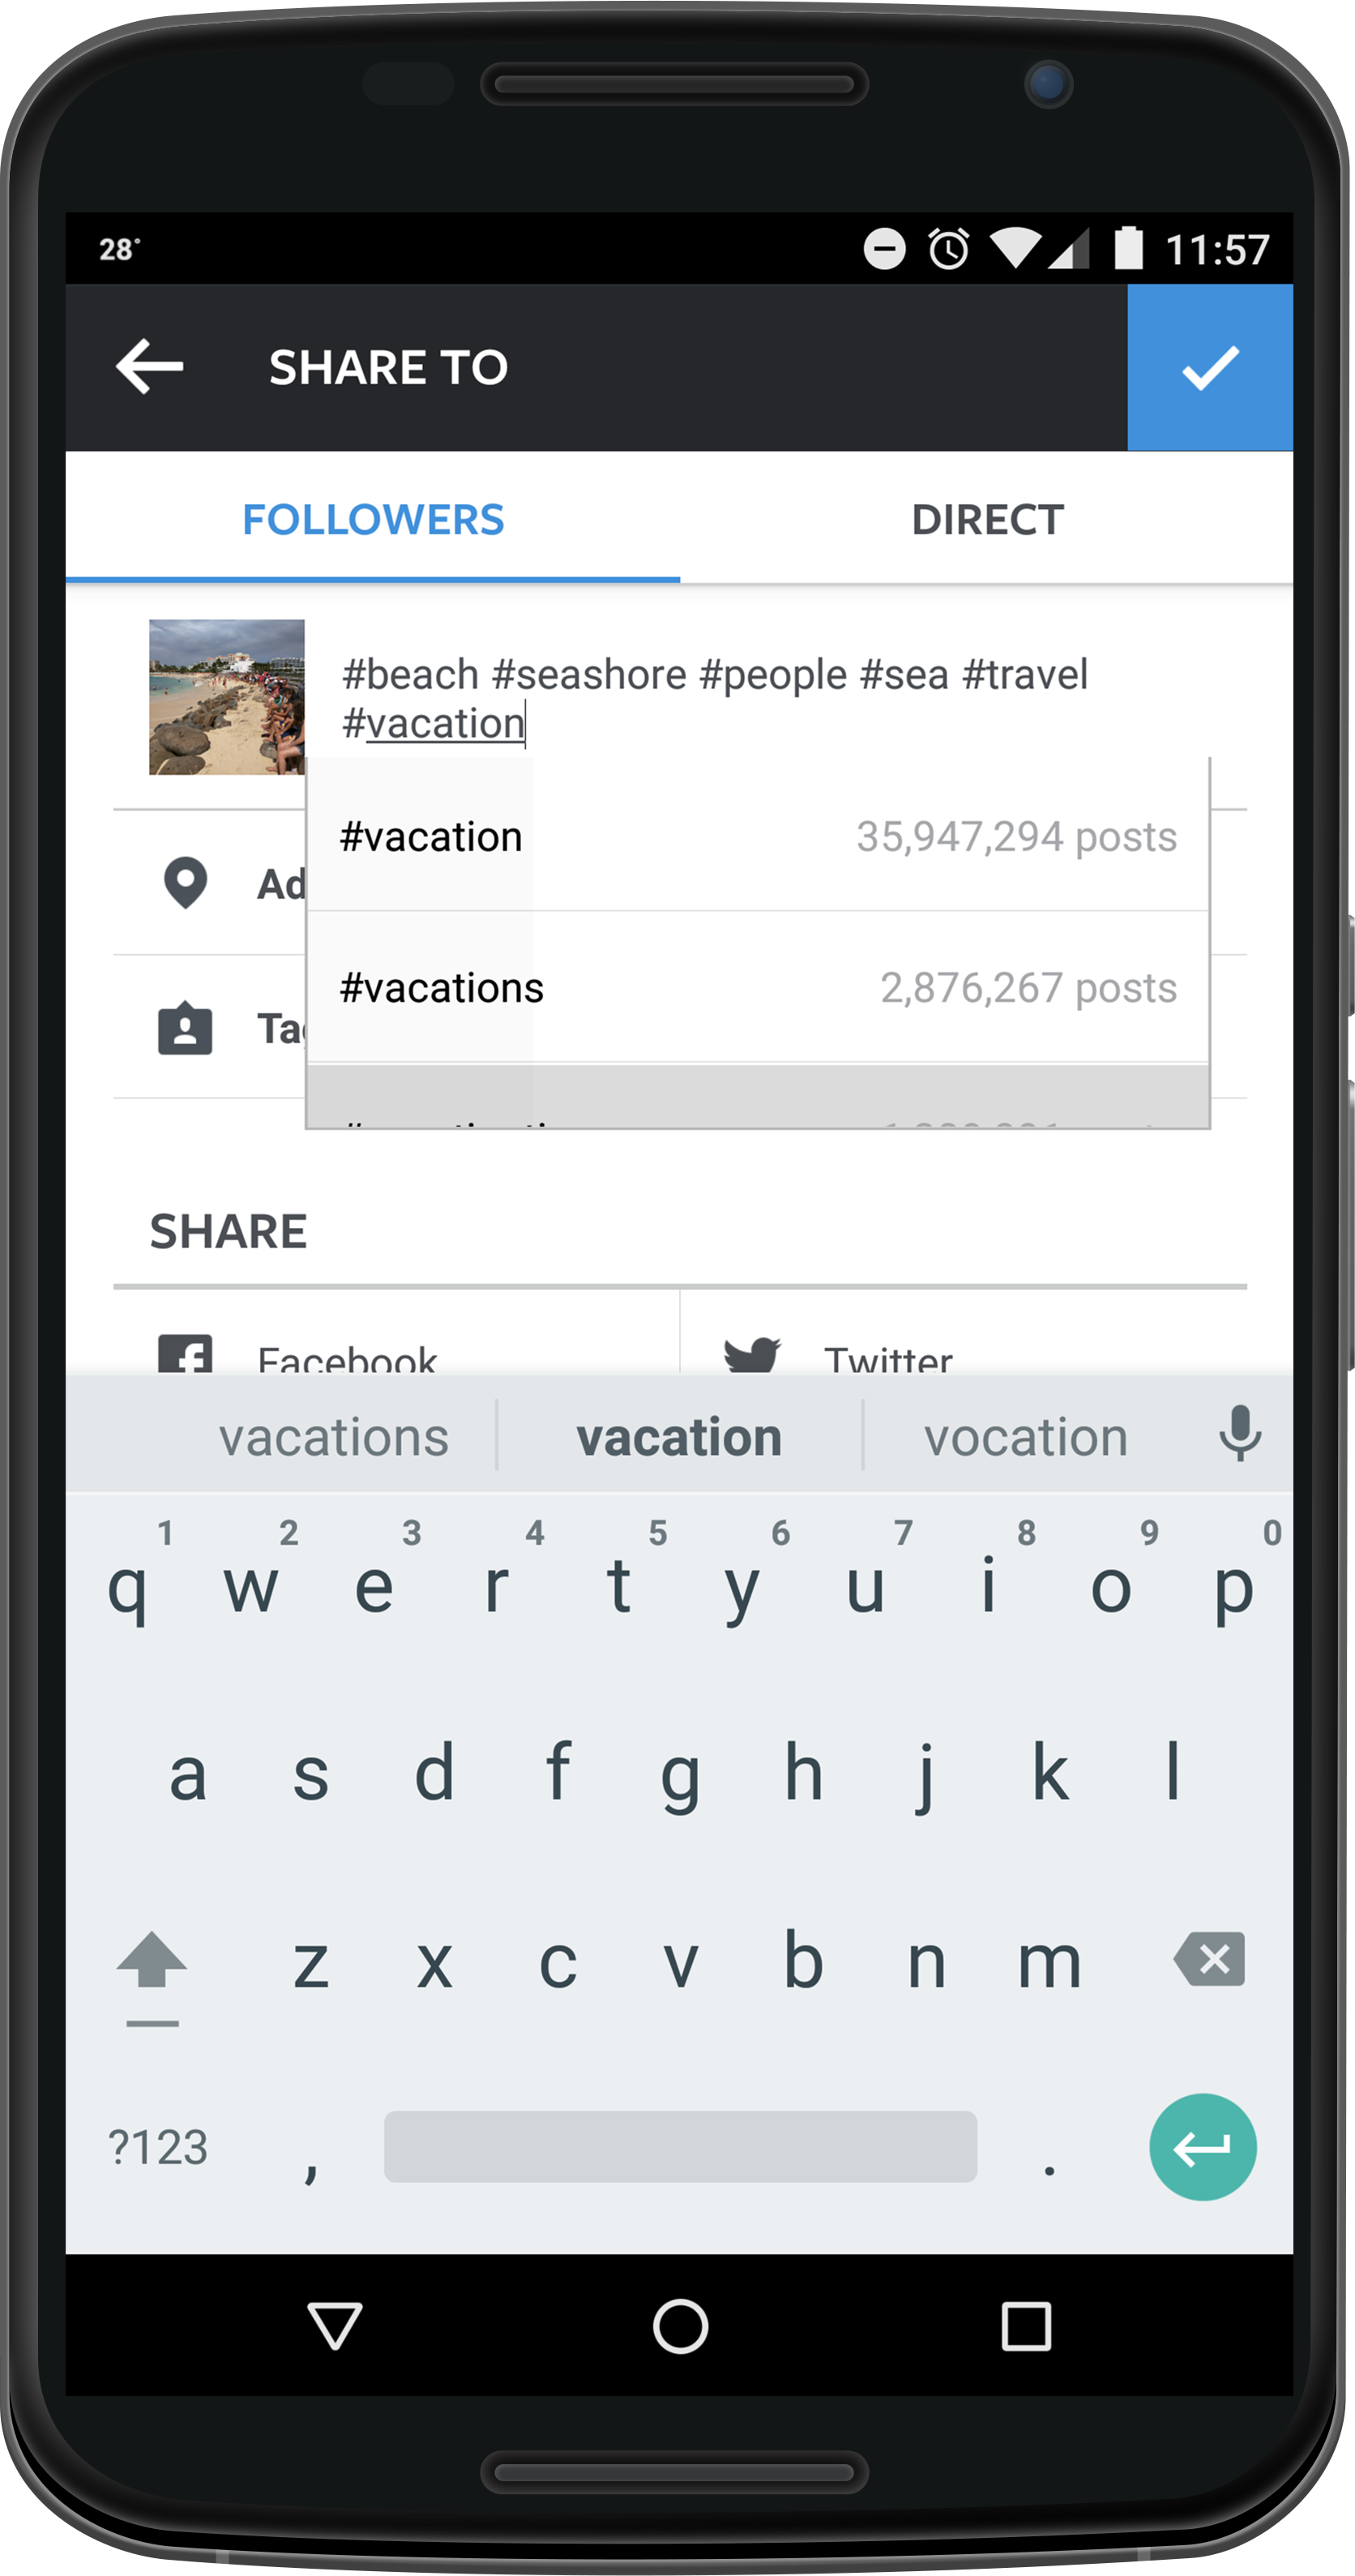 28° 11:57
SHARE TO
FOLLOWERS DIRECT
#beach #seashore #people #sea #travel
#vacation
#vacation 35,947,294 posts
Ad
#vacations 2,876,267 posts
Ta
SHARE
Facebook Twitter
vacations vacation vocation
1 2 3 4 5 6 7 8 9 0
q w e r t y u i o p
a s d f g h j k l
z x c v b n m
?123 , .